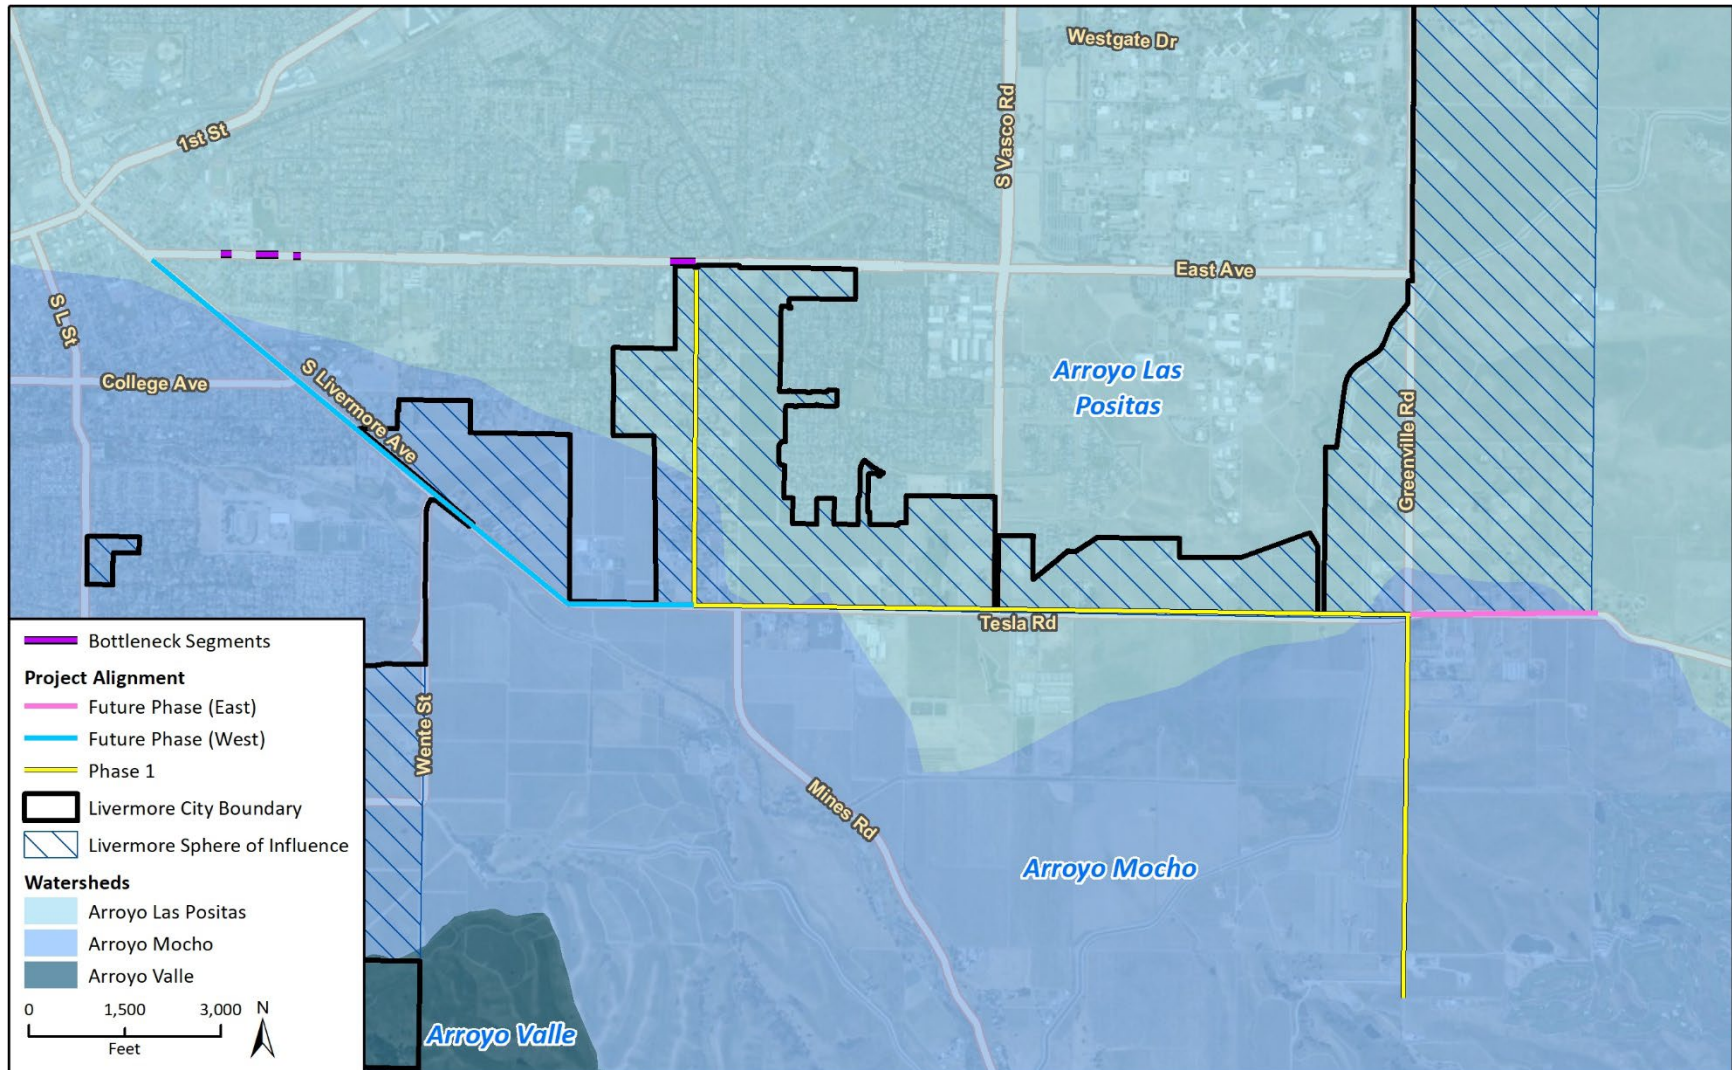 Westgate Dr
1st St
S Vasco Rd
East Ave
S L St
College Ave
S Livermore Ave
Arroyo Las
Positas
Greenville Rd
Tesla Rd
Wente St
Mines Rd
Arroyo Mocho
Arroyo Valle
Bottleneck Segments
Project Alignment
Future Phase (East)
Future Phase (West)
Phase 1
Livermore City Boundary
Livermore Sphere of Influence
Watersheds
Arroyo Las Positas
Arroyo Mocho
Arroyo Valle
0 1,500 3,000
Feet
N